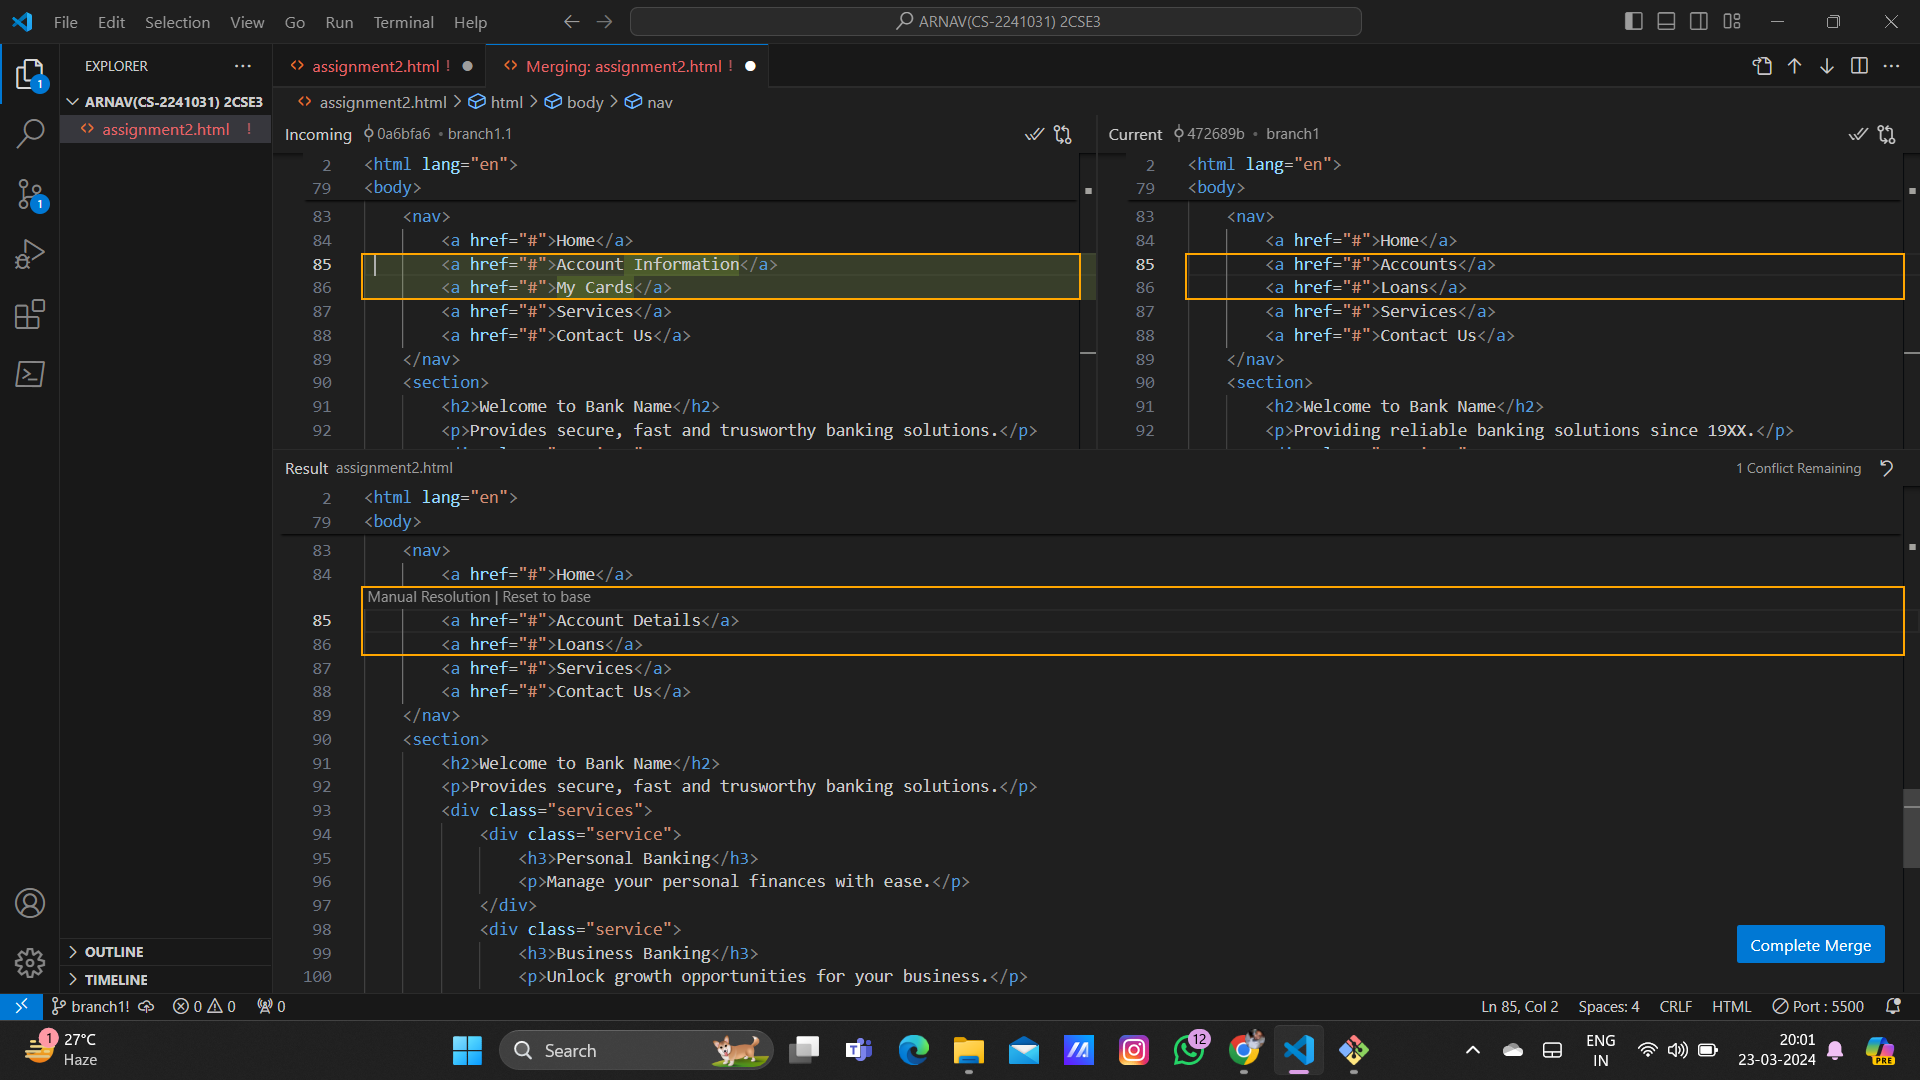 File Edit Selection View Go Run Terminal Help
ARNAV(CS-2241031) 2CSE3
1
1
EXPLORER
ARNAV(CS-2241031) 2CSE3
<> assignment2.html !
OUTLINE
TIMELINE
<> assignment2.html !
<> Merging: assignment2.html !
<> assignment2.html > html > body > nav
Incoming 0a6bfa6 • branch1.1
2 <html lang="en">
79 <body>
83 <nav>
84 <a href="#">Home</a>
85 <a href="#">Account Information</a>
86 <a href="#">My Cards</a>
87 <a href="#">Services</a>
88 <a href="#">Contact Us</a>
89 </nav>
90 <section>
91 <h2>Welcome to Bank Name</h2>
92 <p>Provides secure, fast and trusworthy banking solutions.</p>
Current 472689b • branch1
2 <html lang="en">
79 <body>
83 <nav>
84 <a href="#">Home</a>
85 <a href="#">Accounts</a>
86 <a href="#">Loans</a>
87 <a href="#">Services</a>
88 <a href="#">Contact Us</a>
89 </nav>
90 <section>
91 <h2>Welcome to Bank Name</h2>
92 <p>Providing reliable banking solutions since 19XX.</p>
Result assignment2.html
1 Conflict Remaining
2 <html lang="en">
79 <body>
83 <nav>
84 <a href="#">Home</a>
Manual Resolution | Reset to base
85 <a href="#">Account Details</a>
86 <a href="#">Loans</a>
87 <a href="#">Services</a>
88 <a href="#">Contact Us</a>
89 </nav>
90 <section>
91 <h2>Welcome to Bank Name</h2>
92 <p>Provides secure, fast and trusworthy banking solutions.</p>
93 <div class="services">
94 <div class="service">
95 <h3>Personal Banking</h3>
96 <p>Manage your personal finances with ease.</p>
97 </div>
98 <div class="service">
99 <h3>Business Banking</h3>
100 <p>Unlock growth opportunities for your business.</p>
Complete Merge
branch1! 0 0 0
Ln 85, Col 2 Spaces: 4 CRLF HTML Port : 5500
1
27°C
Haze
Search
12
ENG
IN
20:01
23-03-2024
PRE